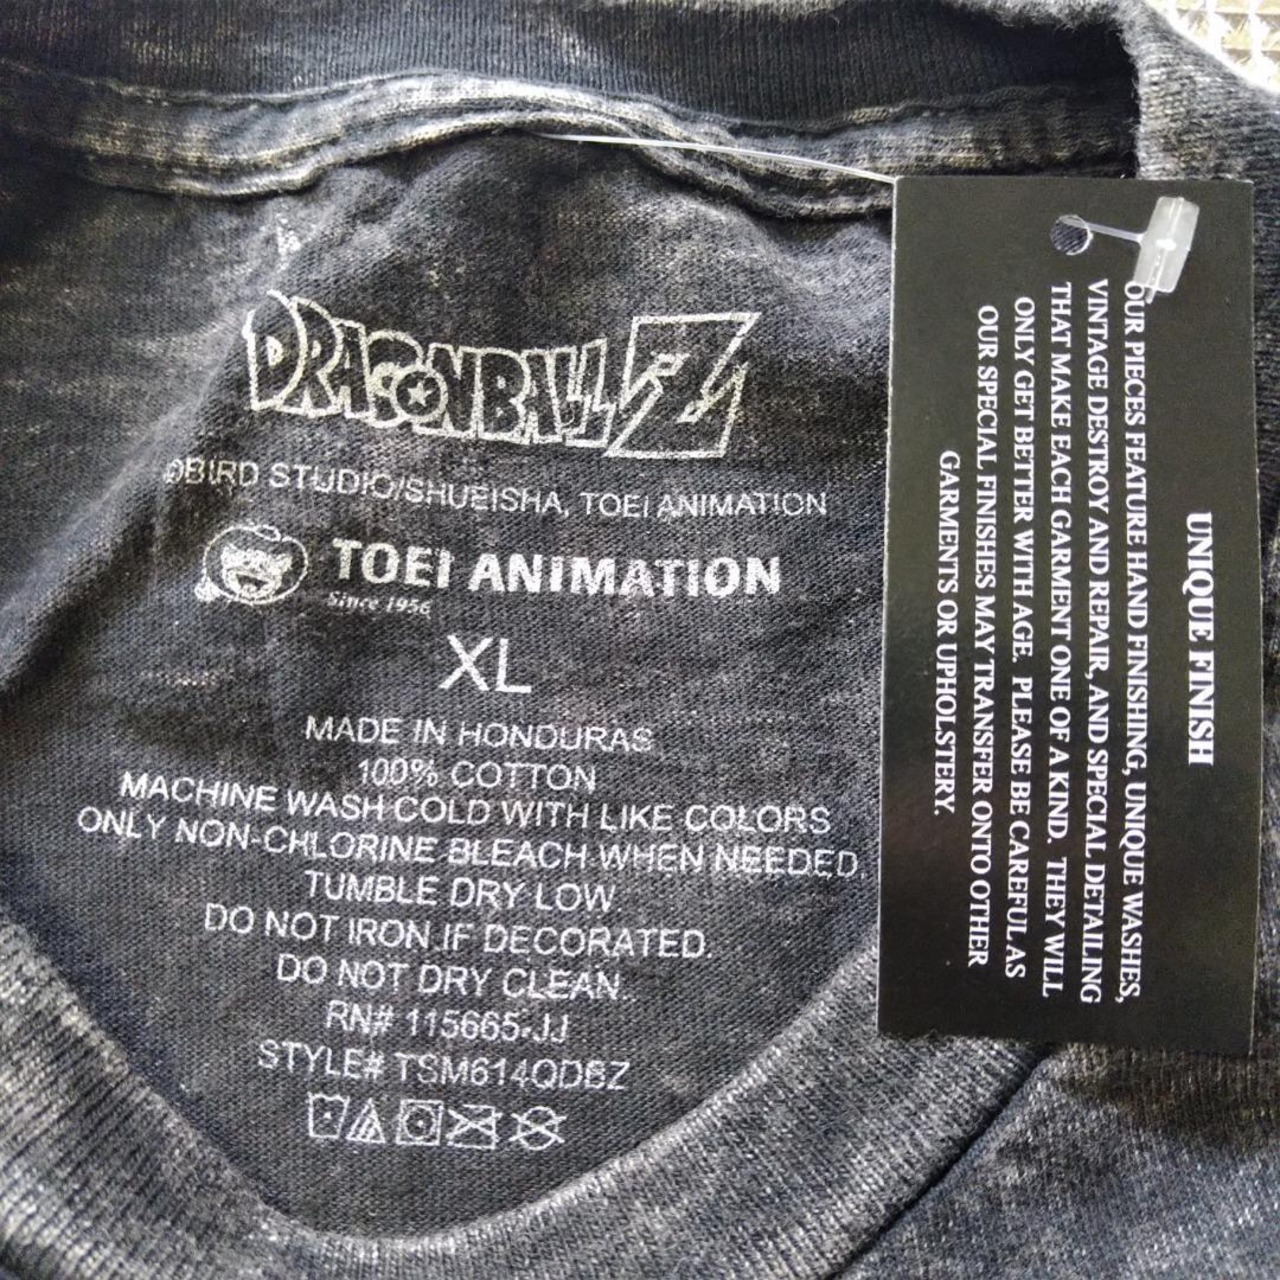 DRAGONBALL Z
©BIRD STUDIO/SHUEISHA, TOEI ANIMATION
TOEI ANIMATION
Since 1956
XL
MADE IN HONDURAS
100% COTTON
MACHINE WASH COLD WITH LIKE COLORS
ONLY NON-CHLORINE BLEACH WHEN NEEDED.
TUMBLE DRY LOW
DO NOT IRON IF DECORATED.
DO NOT DRY CLEAN.
RN# 115665-JJ
STYLE# TSM614QDBZ
UNIQUE FINISH
OUR PIECES FEATURE HAND FINISHING, UNIQUE WASHES,
VINTAGE DESTROY AND REPAIR, AND SPECIAL DETAILING
THAT MAKE EACH GARMENT ONE OF A KIND. THEY WILL
ONLY GET BETTER WITH AGE. PLEASE BE CAREFUL AS
OUR SPECIAL FINISHES MAY TRANSFER ONTO OTHER
GARMENTS OR UPHOLSTERY.